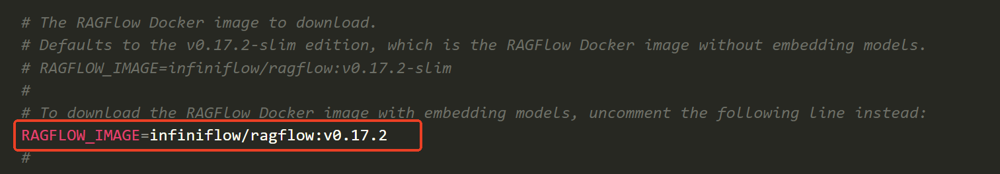 # The RAGFlow Docker image to download.
# Defaults to the v0.17.2-slim edition, which is the RAGFlow Docker image without embedding models.
# RAGFLOW_IMAGE=infiniflow/ragflow:v0.17.2-slim
#
# To download the RAGFlow Docker image with embedding models, uncomment the following line instead:
RAGFLOW_IMAGE=infiniflow/ragflow:v0.17.2
#